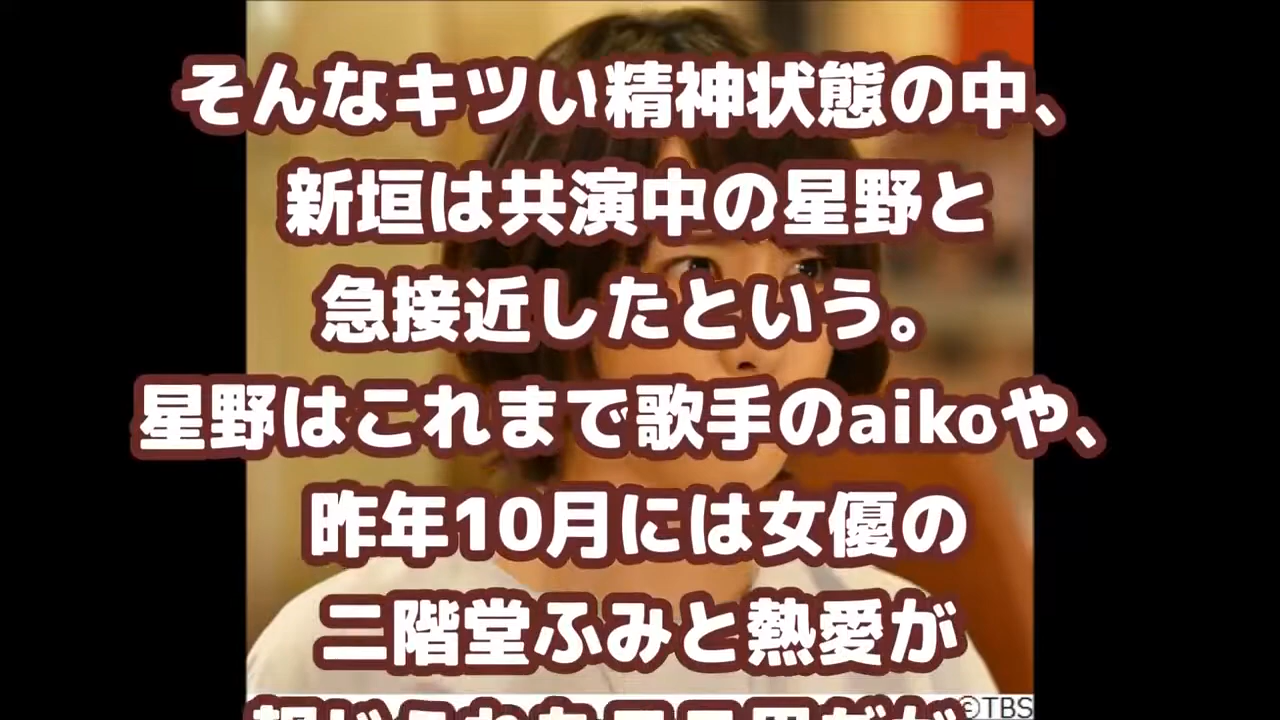 そんなキツい精神状態の中、
新垣は共演中の星野と
急接近したという。
星野はこれまで歌手のaikoや、
昨年10月には女優の
二階堂ふみと熱愛が
©TBS